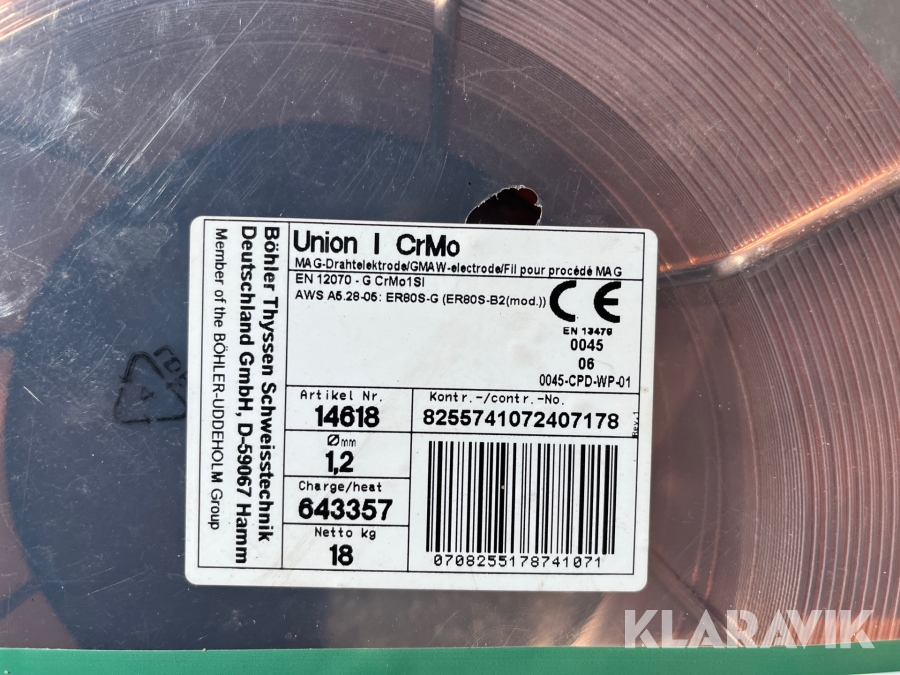 Böhler Thyssen Schweisstechnik
Deutschland GmbH, D-59067 Hamm
Member of the BÖHLER-UDDEHOLM Group
Union I CrMo
MAG-Drahtelektrode/GMAW-electrode/Fil pour procédé MAG
EN 12070 - G CrMo1Si
AWS A5.28-05: ER80S-G (ER80S-B2(mod.))
CE
EN 13479
0045
06
0045-CPD-WP-01
Artikel Nr.
14618
Kontr.-/contr.-No.
8255741072407178
Rev.1
Ømm
1,2
Charge/heat
643357
Netto kg
18
0708255178741071
KLARAVIK